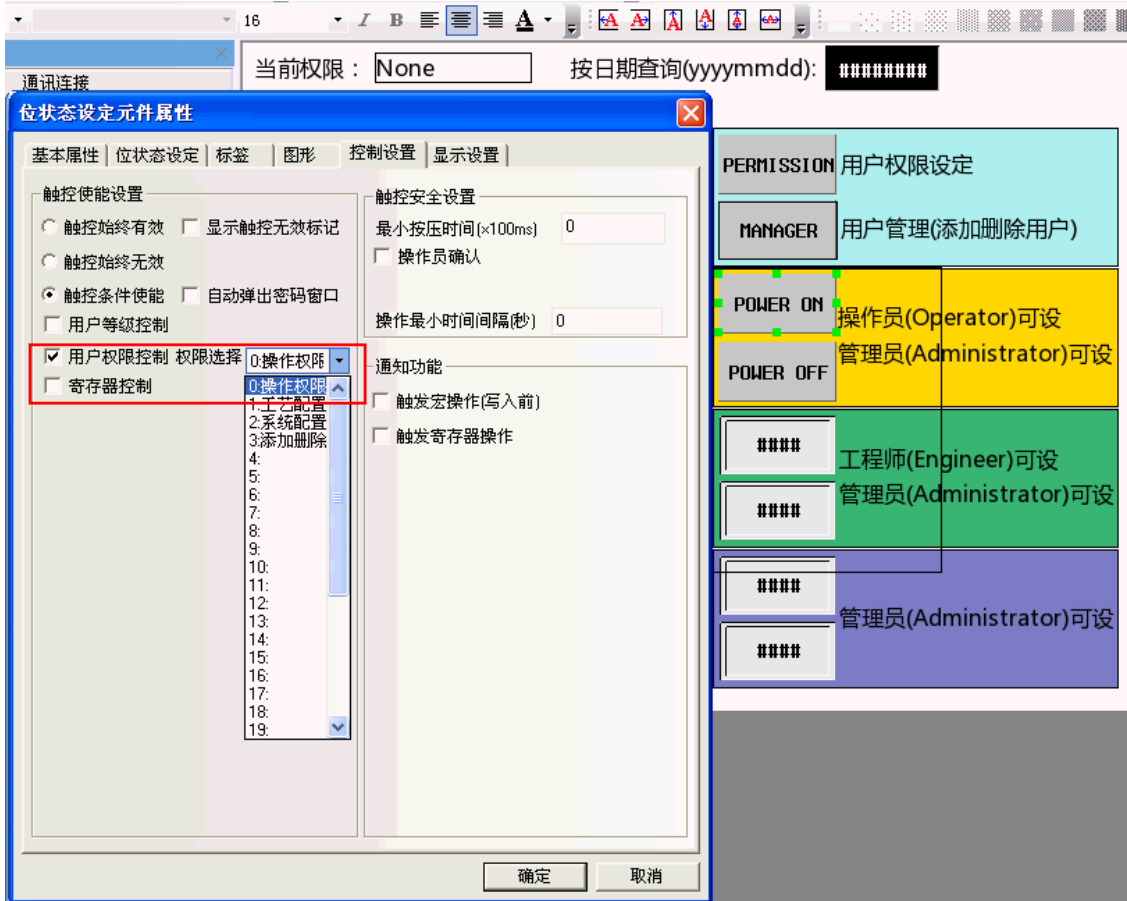 16 I B A
当前权限： None 按日期查询(yyyymmdd): ########
通讯连接
位状态设定元件属性
基本属性 位状态设定 标签 图形 控制设置 显示设置
触控使能设置
触控始终有效 显示触控无效标记
触控始终无效
触控条件使能 自动弹出密码窗口
用户等级控制
用户权限控制 权限选择 0:操作权限
寄存器控制
0:操作权限
1:工艺配置
2:系统配置
3:添加删除
4:
5:
6:
7:
8:
9:
10:
11:
12:
13:
14:
15:
16:
17:
18:
19:
触控安全设置
最小按压时间(×100ms) 0
操作员确认
操作最小时间间隔(秒) 0
通知功能
触发宏操作(写入前)
触发寄存器操作
确定 取消
PERMISSION 用户权限设定
MANAGER 用户管理(添加删除用户)
POWER ON 操作员(Operator)可设
POWER OFF 管理员(Administrator)可设
#### 工程师(Engineer)可设
#### 管理员(Administrator)可设
####
管理员(Administrator)可设
####